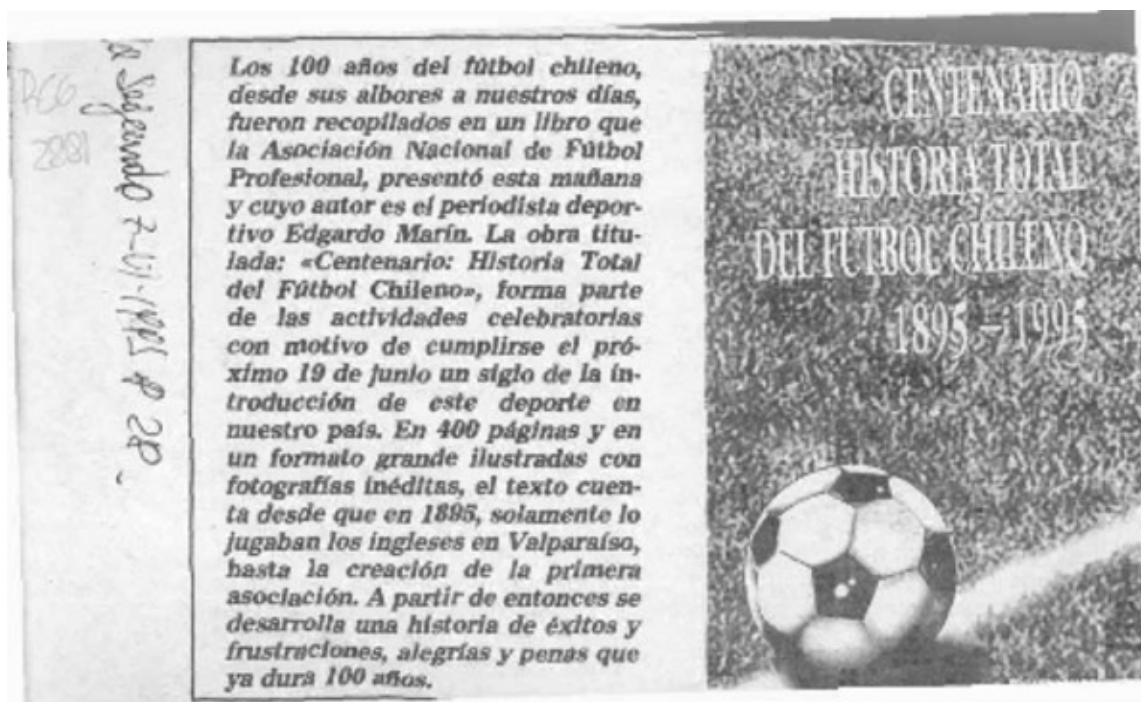 Los 100 años del fútbol chileno,
desde sus albores a nuestros días,
fueron recopilados en un libro que
la Asociación Nacional de Fútbol
Profesional, presentó esta mañana
y cuyo autor es el periodista depor-
tivo Edgardo Marín. La obra titu-
lada: «Centenario: Historia Total
del Fútbol Chileno», forma parte
de las actividades celebratorias
con motivo de cumplirse el pró-
ximo 19 de junio un siglo de la in-
troducción de este deporte en
nuestro país. En 400 páginas y en
un formato grande ilustradas con
fotografías inéditas, el texto cuen-
ta desde que en 1895, solamente lo
jugaban los ingleses en Valparaíso,
hasta la creación de la primera
asociación. A partir de entonces se
desarrolla una historia de éxitos y
frustraciones, alegrías y penas que
ya dura 100 años.
CENTENARIO
HISTORIA TOTAL
DEL FUTBOL CHILENO
1895 – 1995